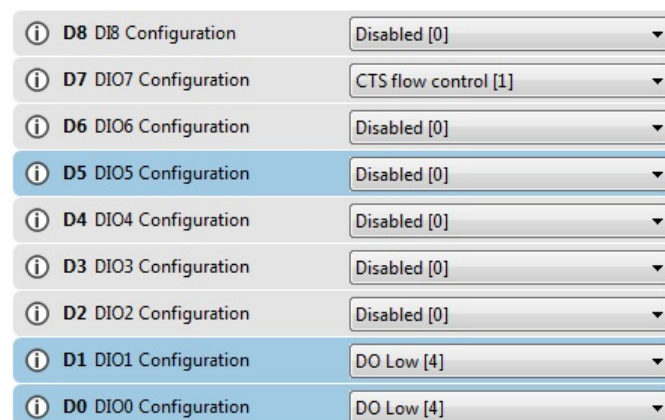 D8 DI8 Configuration Disabled [0]
D7 DIO7 Configuration CTS flow control [1]
D6 DIO6 Configuration Disabled [0]
D5 DIO5 Configuration Disabled [0]
D4 DIO4 Configuration Disabled [0]
D3 DIO3 Configuration Disabled [0]
D2 DIO2 Configuration Disabled [0]
D1 DIO1 Configuration DO Low [4]
D0 DIO0 Configuration DO Low [4]